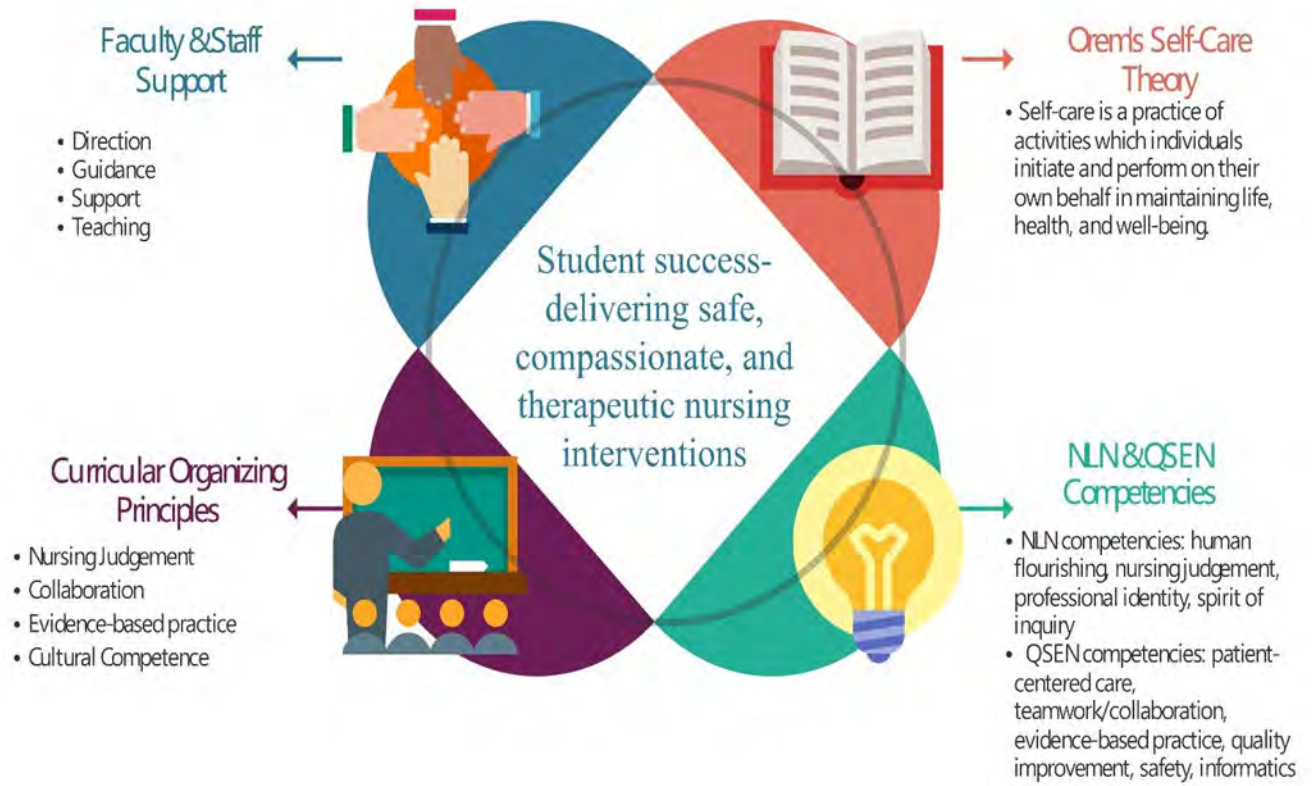 Faculty & Staff
Support
• Direction
• Guidance
• Support
• Teaching
Orem's Self-Care
Theory
• Self-care is a practice of
activities which individuals
initiate and perform on their
own behalf in maintaining life,
health, and well-being.
Student success-
delivering safe,
compassionate, and
therapeutic nursing
interventions
Curricular Organizing
Principles
• Nursing Judgement
• Collaboration
• Evidence-based practice
• Cultural Competence
NLN & QSEN
Competencies
• NLN competencies: human
flourishing, nursing judgement,
professional identity, spirit of
inquiry
• QSEN competencies: patient-
centered care,
teamwork/collaboration,
evidence-based practice, quality
improvement, safety, informatics